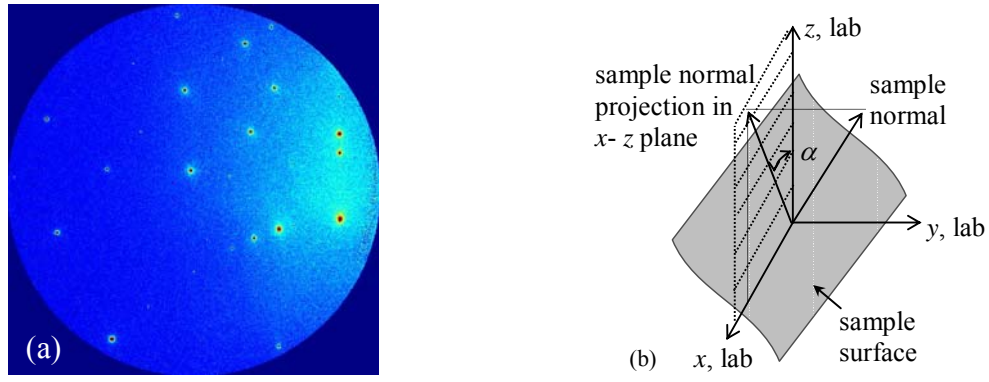 (a)
z, lab
sample normal
projection in
x- z plane
sample
normal
α
y, lab
x, lab
sample
surface
(b)